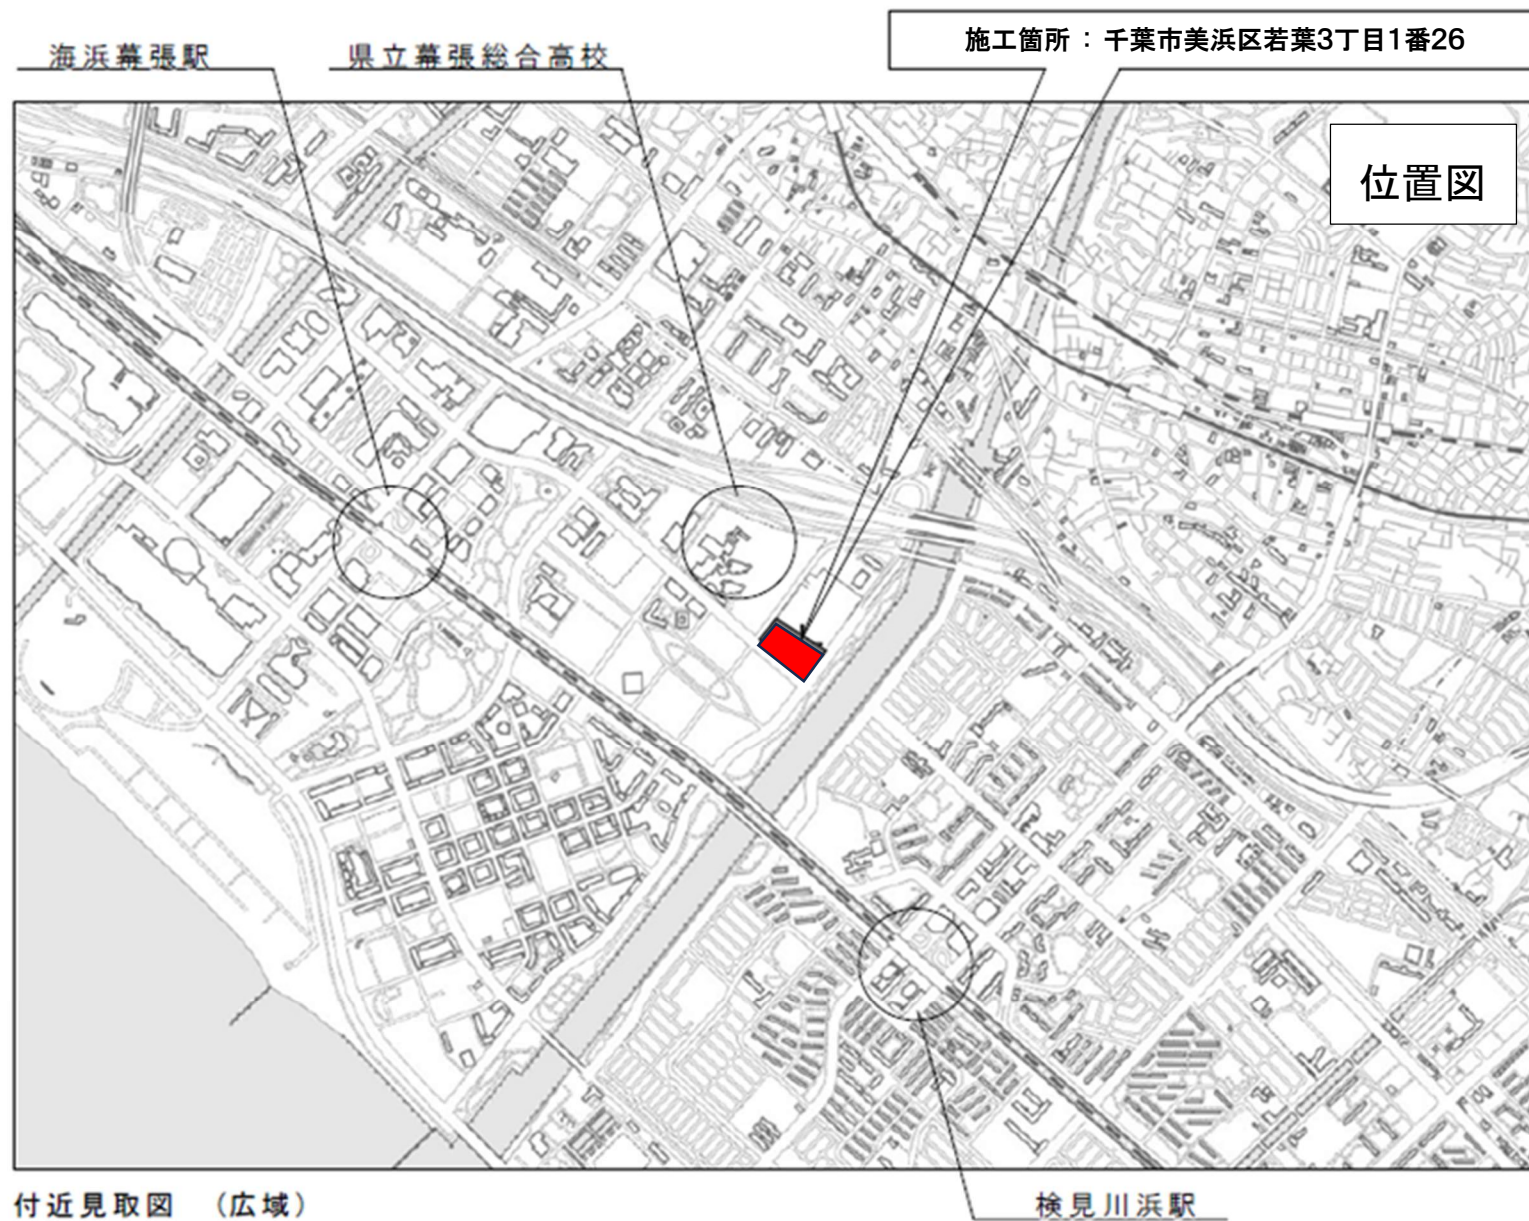 施工箇所 : 千葉市美浜区若葉3丁目1番26
海浜幕張駅
県立幕張総合高校
位置図
付近見取図 (広域)
検見川浜駅